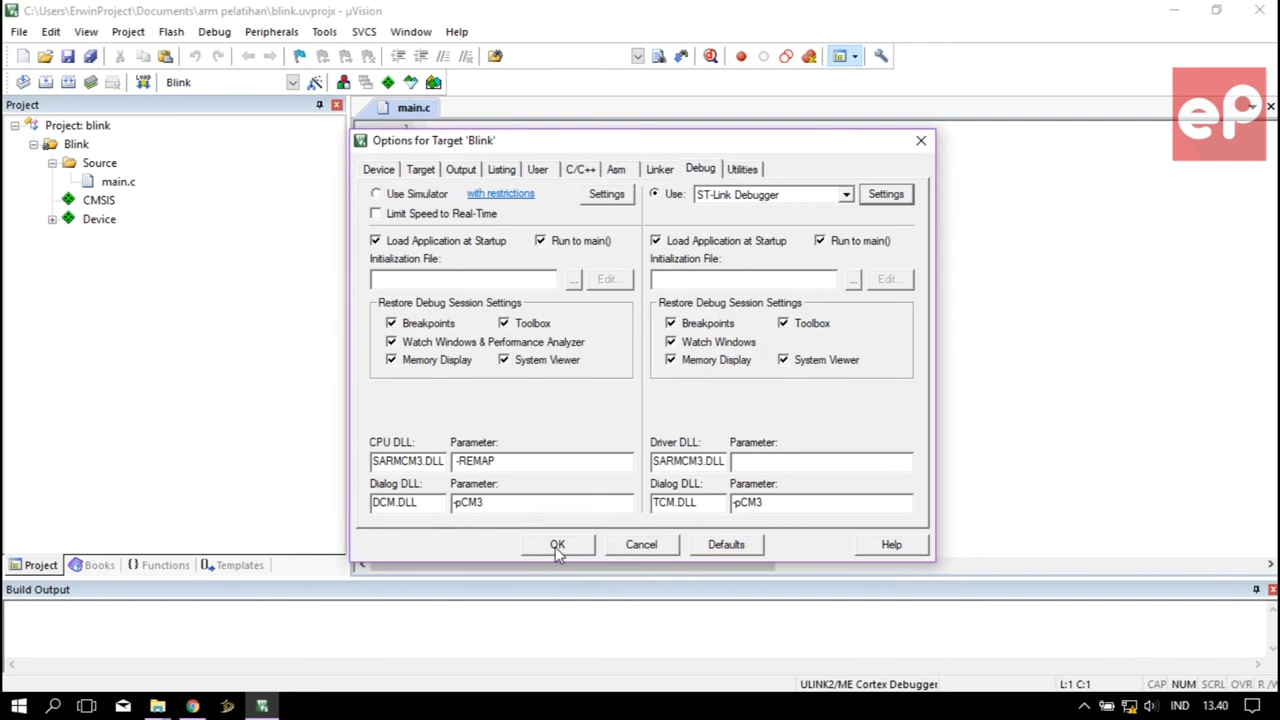 C:\Users\ErwinProject\Documents\arm pelatihan\blink.uvprojx - µVision
File Edit View Project Flash Debug Peripherals Tools SVCS Window Help
LOAD Blink
ep
Project
main.c
Project: blink
Blink
Source
main.c
CMSIS
Device
Options for Target 'Blink'
Device Target Output Listing User C/C++ Asm Linker Debug Utilities
Use Simulator with restrictions Settings
Use: ST-Link Debugger Settings
Limit Speed to Real-Time
Load Application at Startup Run to main()
Load Application at Startup Run to main()
Initialization File:
Initialization File:
... Edit...
... Edit...
Restore Debug Session Settings
Restore Debug Session Settings
Breakpoints Toolbox
Breakpoints Toolbox
Watch Windows & Performance Analyzer
Watch Windows
Memory Display System Viewer
Memory Display System Viewer
CPU DLL: Parameter:
Driver DLL: Parameter:
SARMCM3.DLL -REMAP
SARMCM3.DLL
Dialog DLL: Parameter:
Dialog DLL: Parameter:
DCM.DLL -pCM3
TCM.DLL -pCM3
OK Cancel Defaults Help
Project Books {} Functions Templates
Build Output
ULINK2/ME Cortex Debugger L:1 C:1 CAP NUM SCRL OVR R /W
IND 13.40